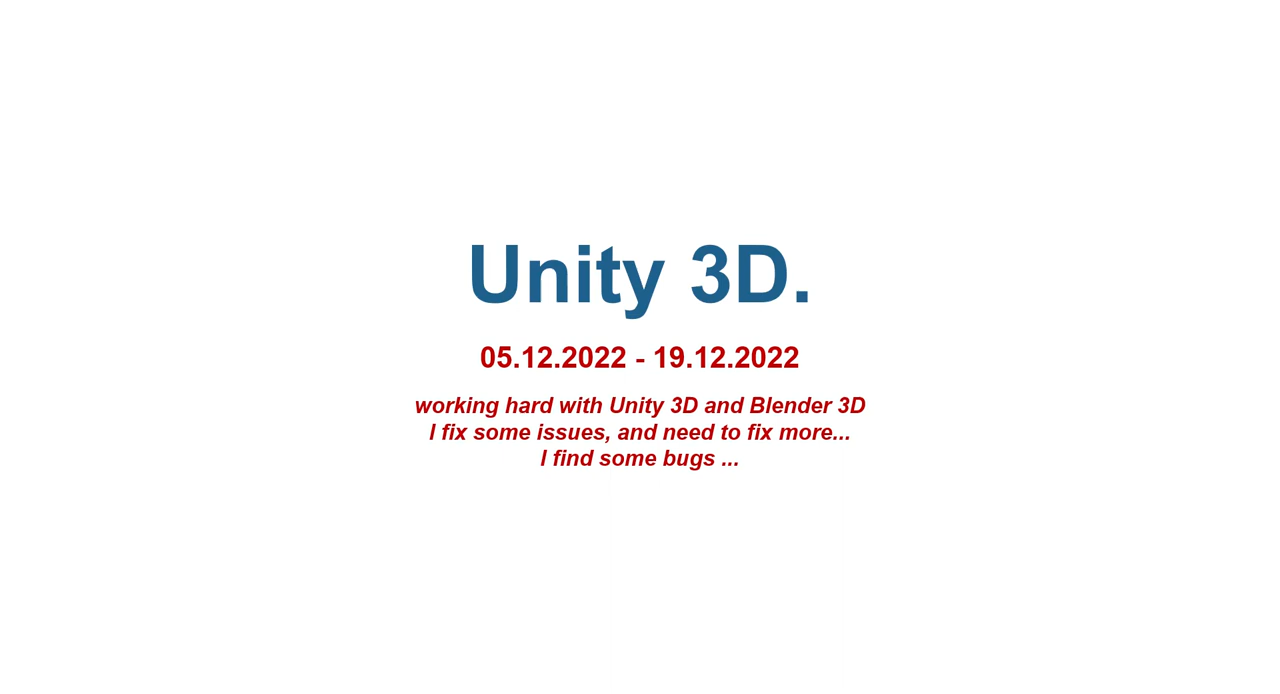 Unity 3D.
05.12.2022 - 19.12.2022
working hard with Unity 3D and Blender 3D
I fix some issues, and need to fix more...
I find some bugs ...